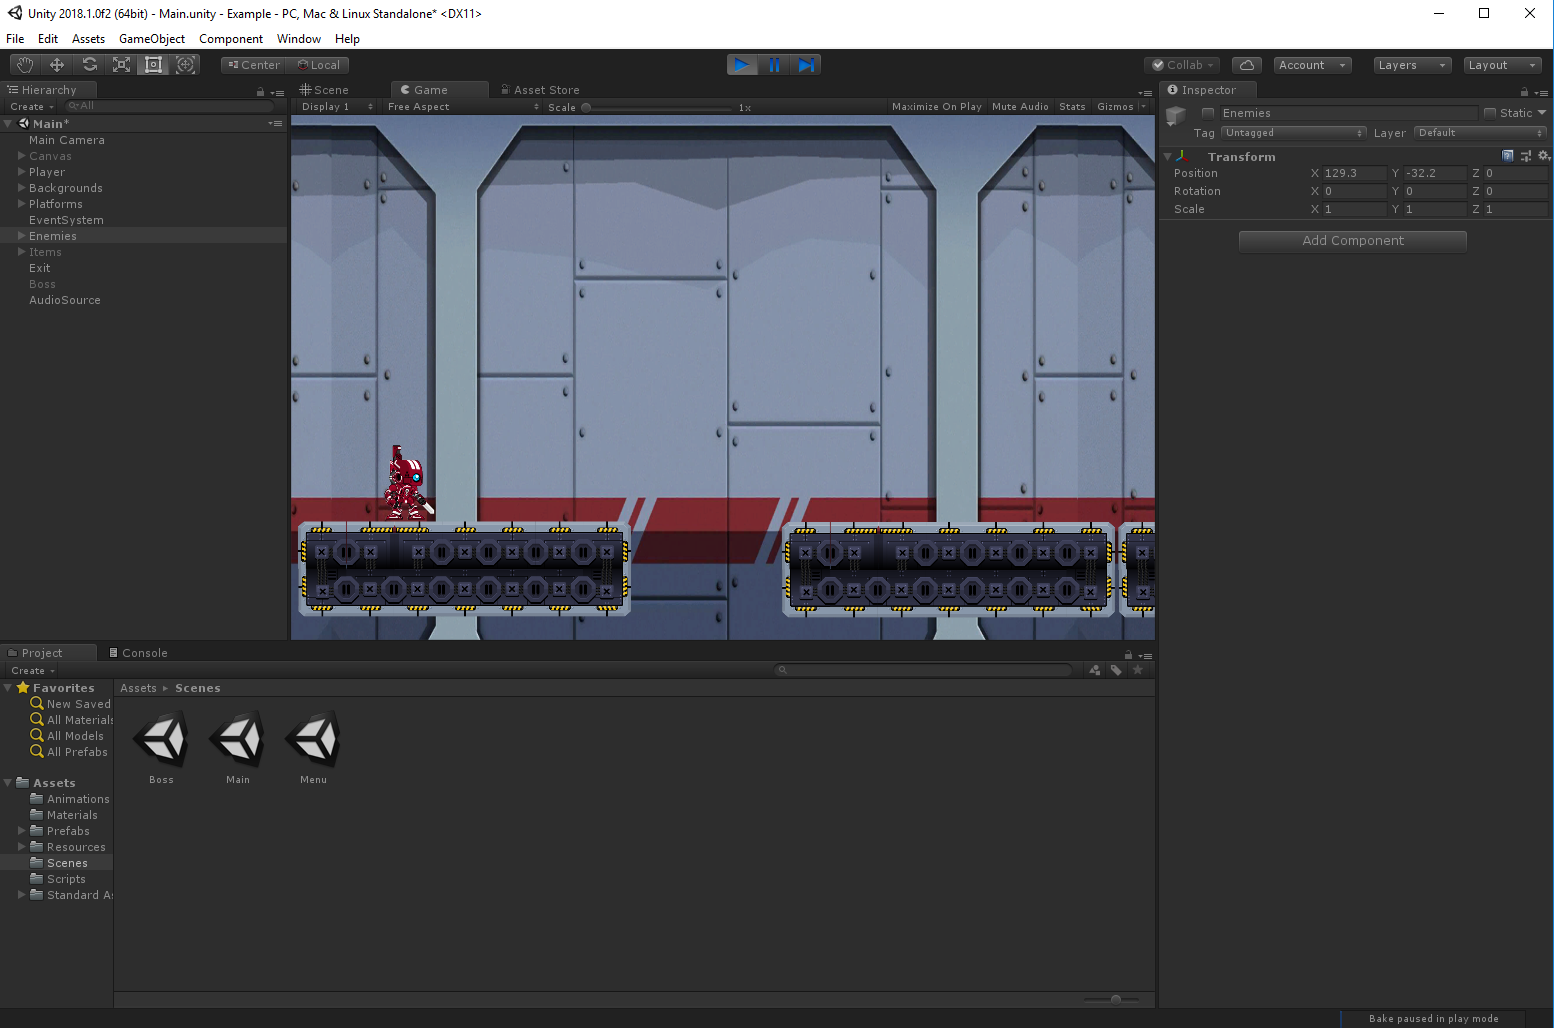 Unity 2018.1.0f2 (64bit) - Main.unity - Example - PC, Mac & Linux Standalone* <DX11>
File Edit Assets GameObject Component Window Help
Center Local Collab Account Layers Layout
Hierarchy
Create All
Main*
Main Camera
Canvas
Player
Backgrounds
Platforms
EventSystem
Enemies
Items
Exit
Boss
AudioSource
Scene Game Asset Store
Display 1 Free Aspect Scale 1x Maximize On Play Mute Audio Stats Gizmos
Inspector
Enemies Static
Tag Untagged Layer Default
Transform
Position X 129.3 Y -32.2 Z 0
Rotation X 0 Y 0 Z 0
Scale X 1 Y 1 Z 1
Add Component
Project Console
Create
Favorites
New Saved
All Materials
All Models
All Prefabs
Assets
Animations
Materials
Prefabs
Resources
Scenes
Scripts
Standard As
Assets ▸ Scenes
Boss Main Menu
Bake paused in play mode